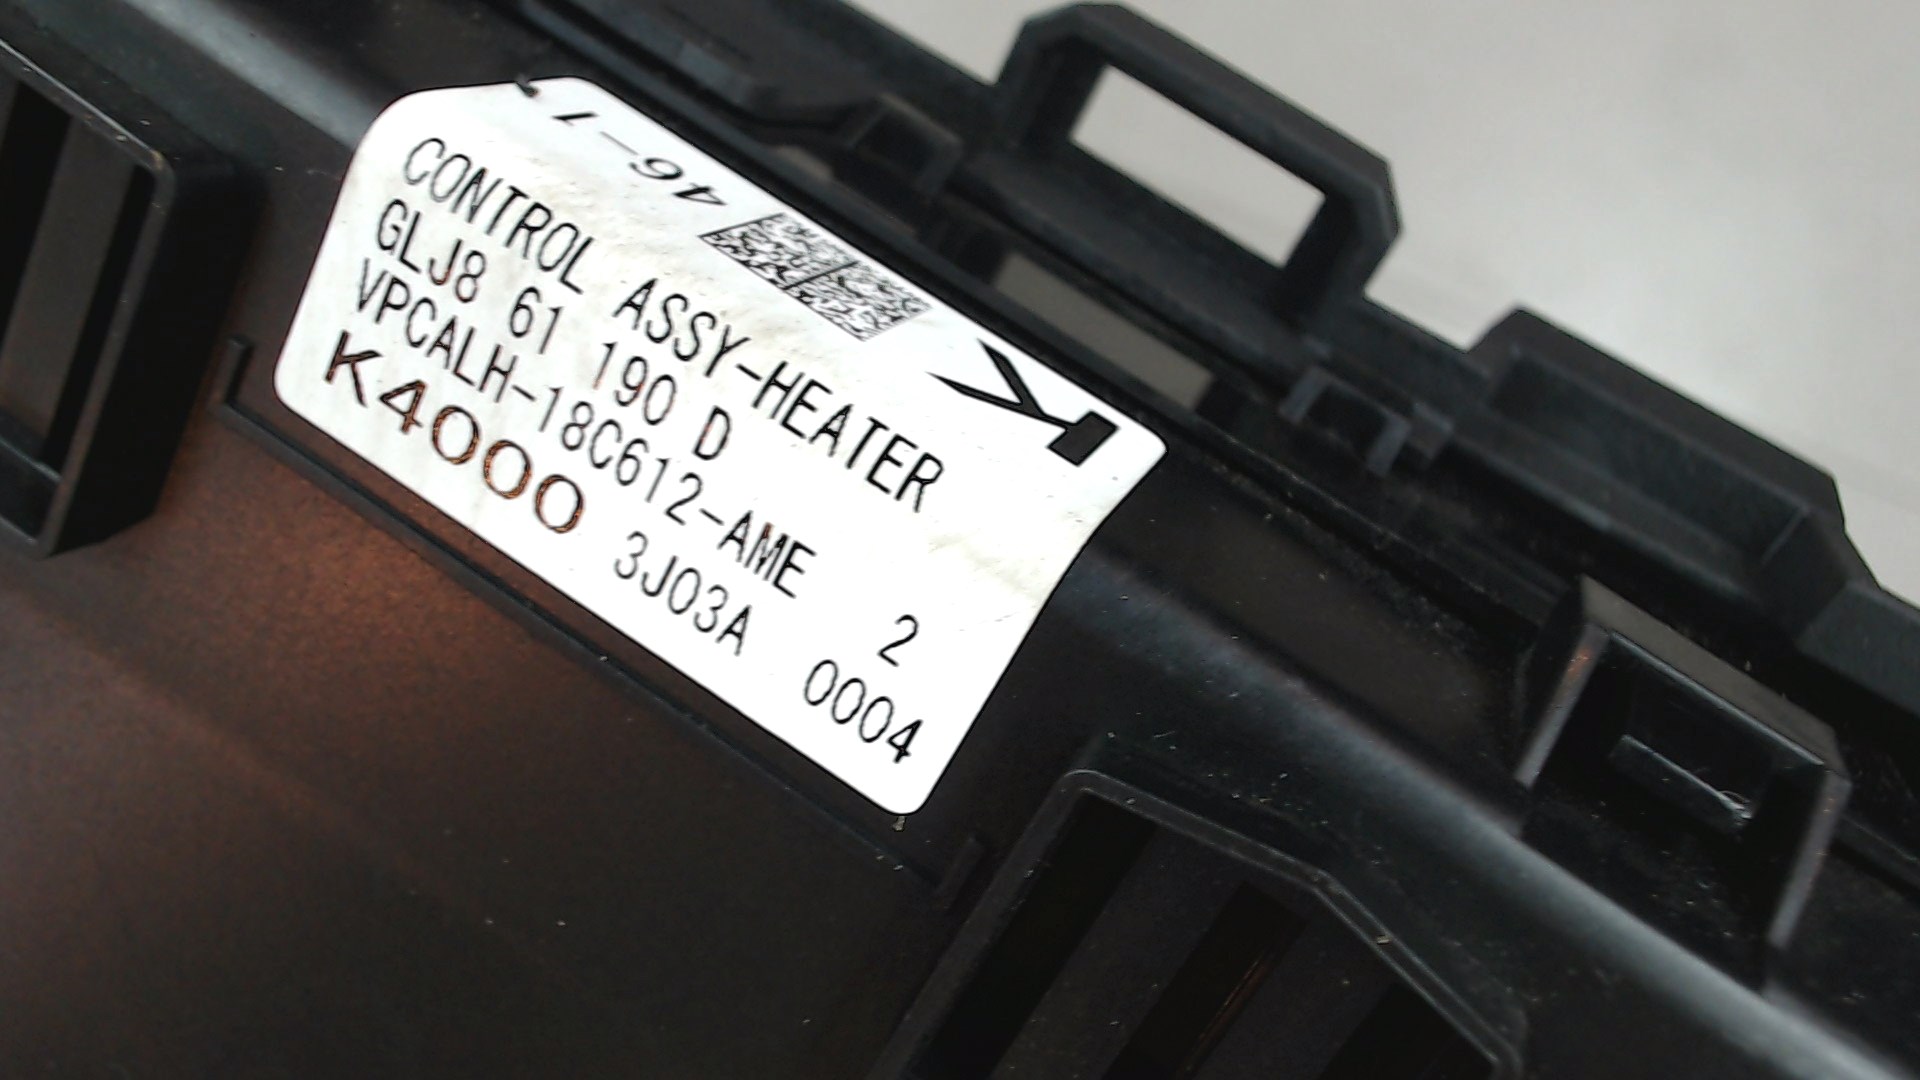 46-1
CONTROL ASSY-HEATER
GLJ8 61 190 D
VPCALH-18C612-AME 2
K4000 3J03A 0004